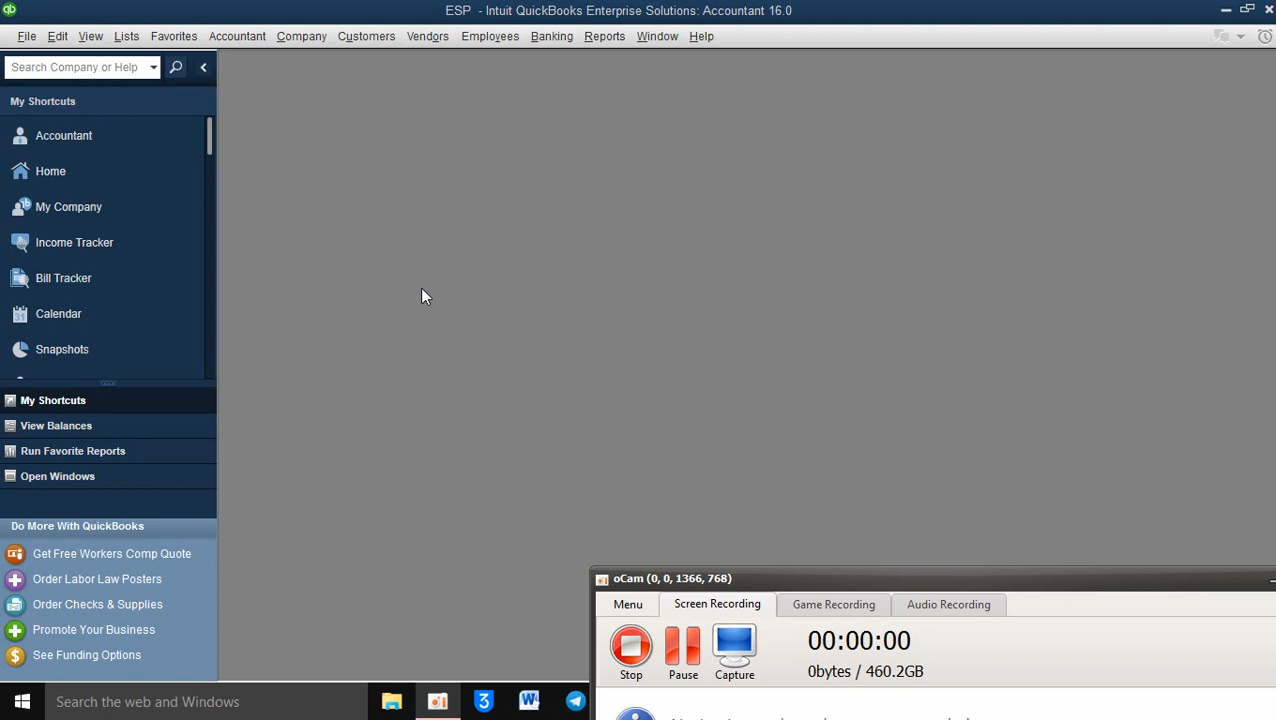 qb
ESP - Intuit QuickBooks Enterprise Solutions: Accountant 16.0
File Edit View Lists Favorites Accountant Company Customers Vendors Employees Banking Reports Window Help
Search Company or Help
My Shortcuts
Accountant
Home
My Company
Income Tracker
Bill Tracker
Calendar
Snapshots
My Shortcuts
View Balances
Run Favorite Reports
Open Windows
Do More With QuickBooks
Get Free Workers Comp Quote
Order Labor Law Posters
Order Checks & Supplies
Promote Your Business
See Funding Options
oCam (0, 0, 1366, 768)
Menu Screen Recording Game Recording Audio Recording
00:00:00
Stop Pause Capture
0bytes / 460.2GB
Search the web and Windows